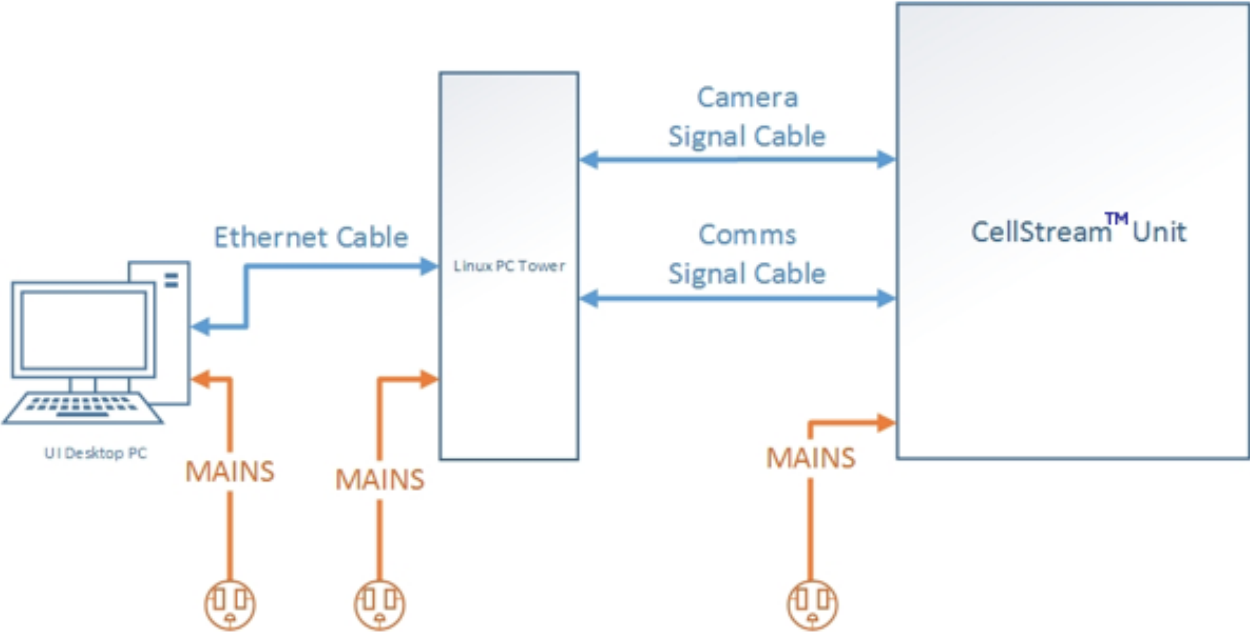 Camera
Signal Cable
CellStream™ Unit
Ethernet Cable
Comms
Signal Cable
Linux PC Tower
UI Desktop PC
MAINS
MAINS
MAINS